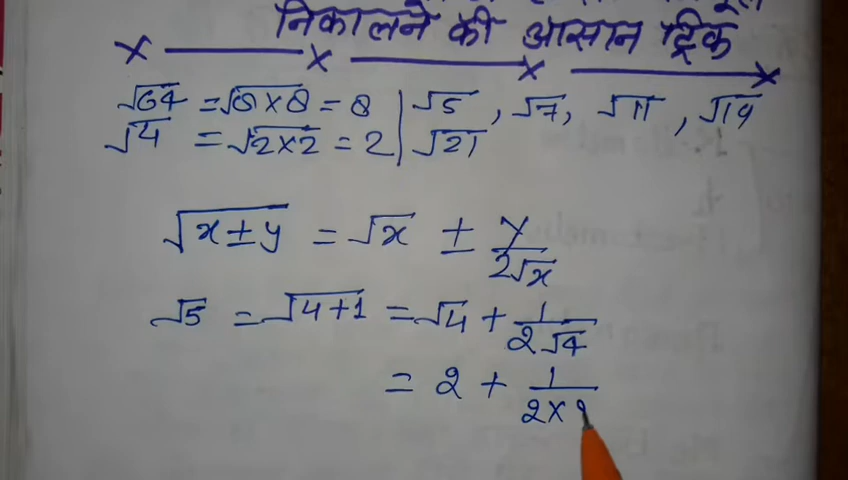 निकालने की आसान ट्रिक
√64 = √8×8 = 8 | √5 , √7, √11 , √19
√4 = √2×2 = 2 | √21
√x±y = √x ± y/2√x
√5 = √4+1 = √4 + 1/2√4
= 2 + 1/2×